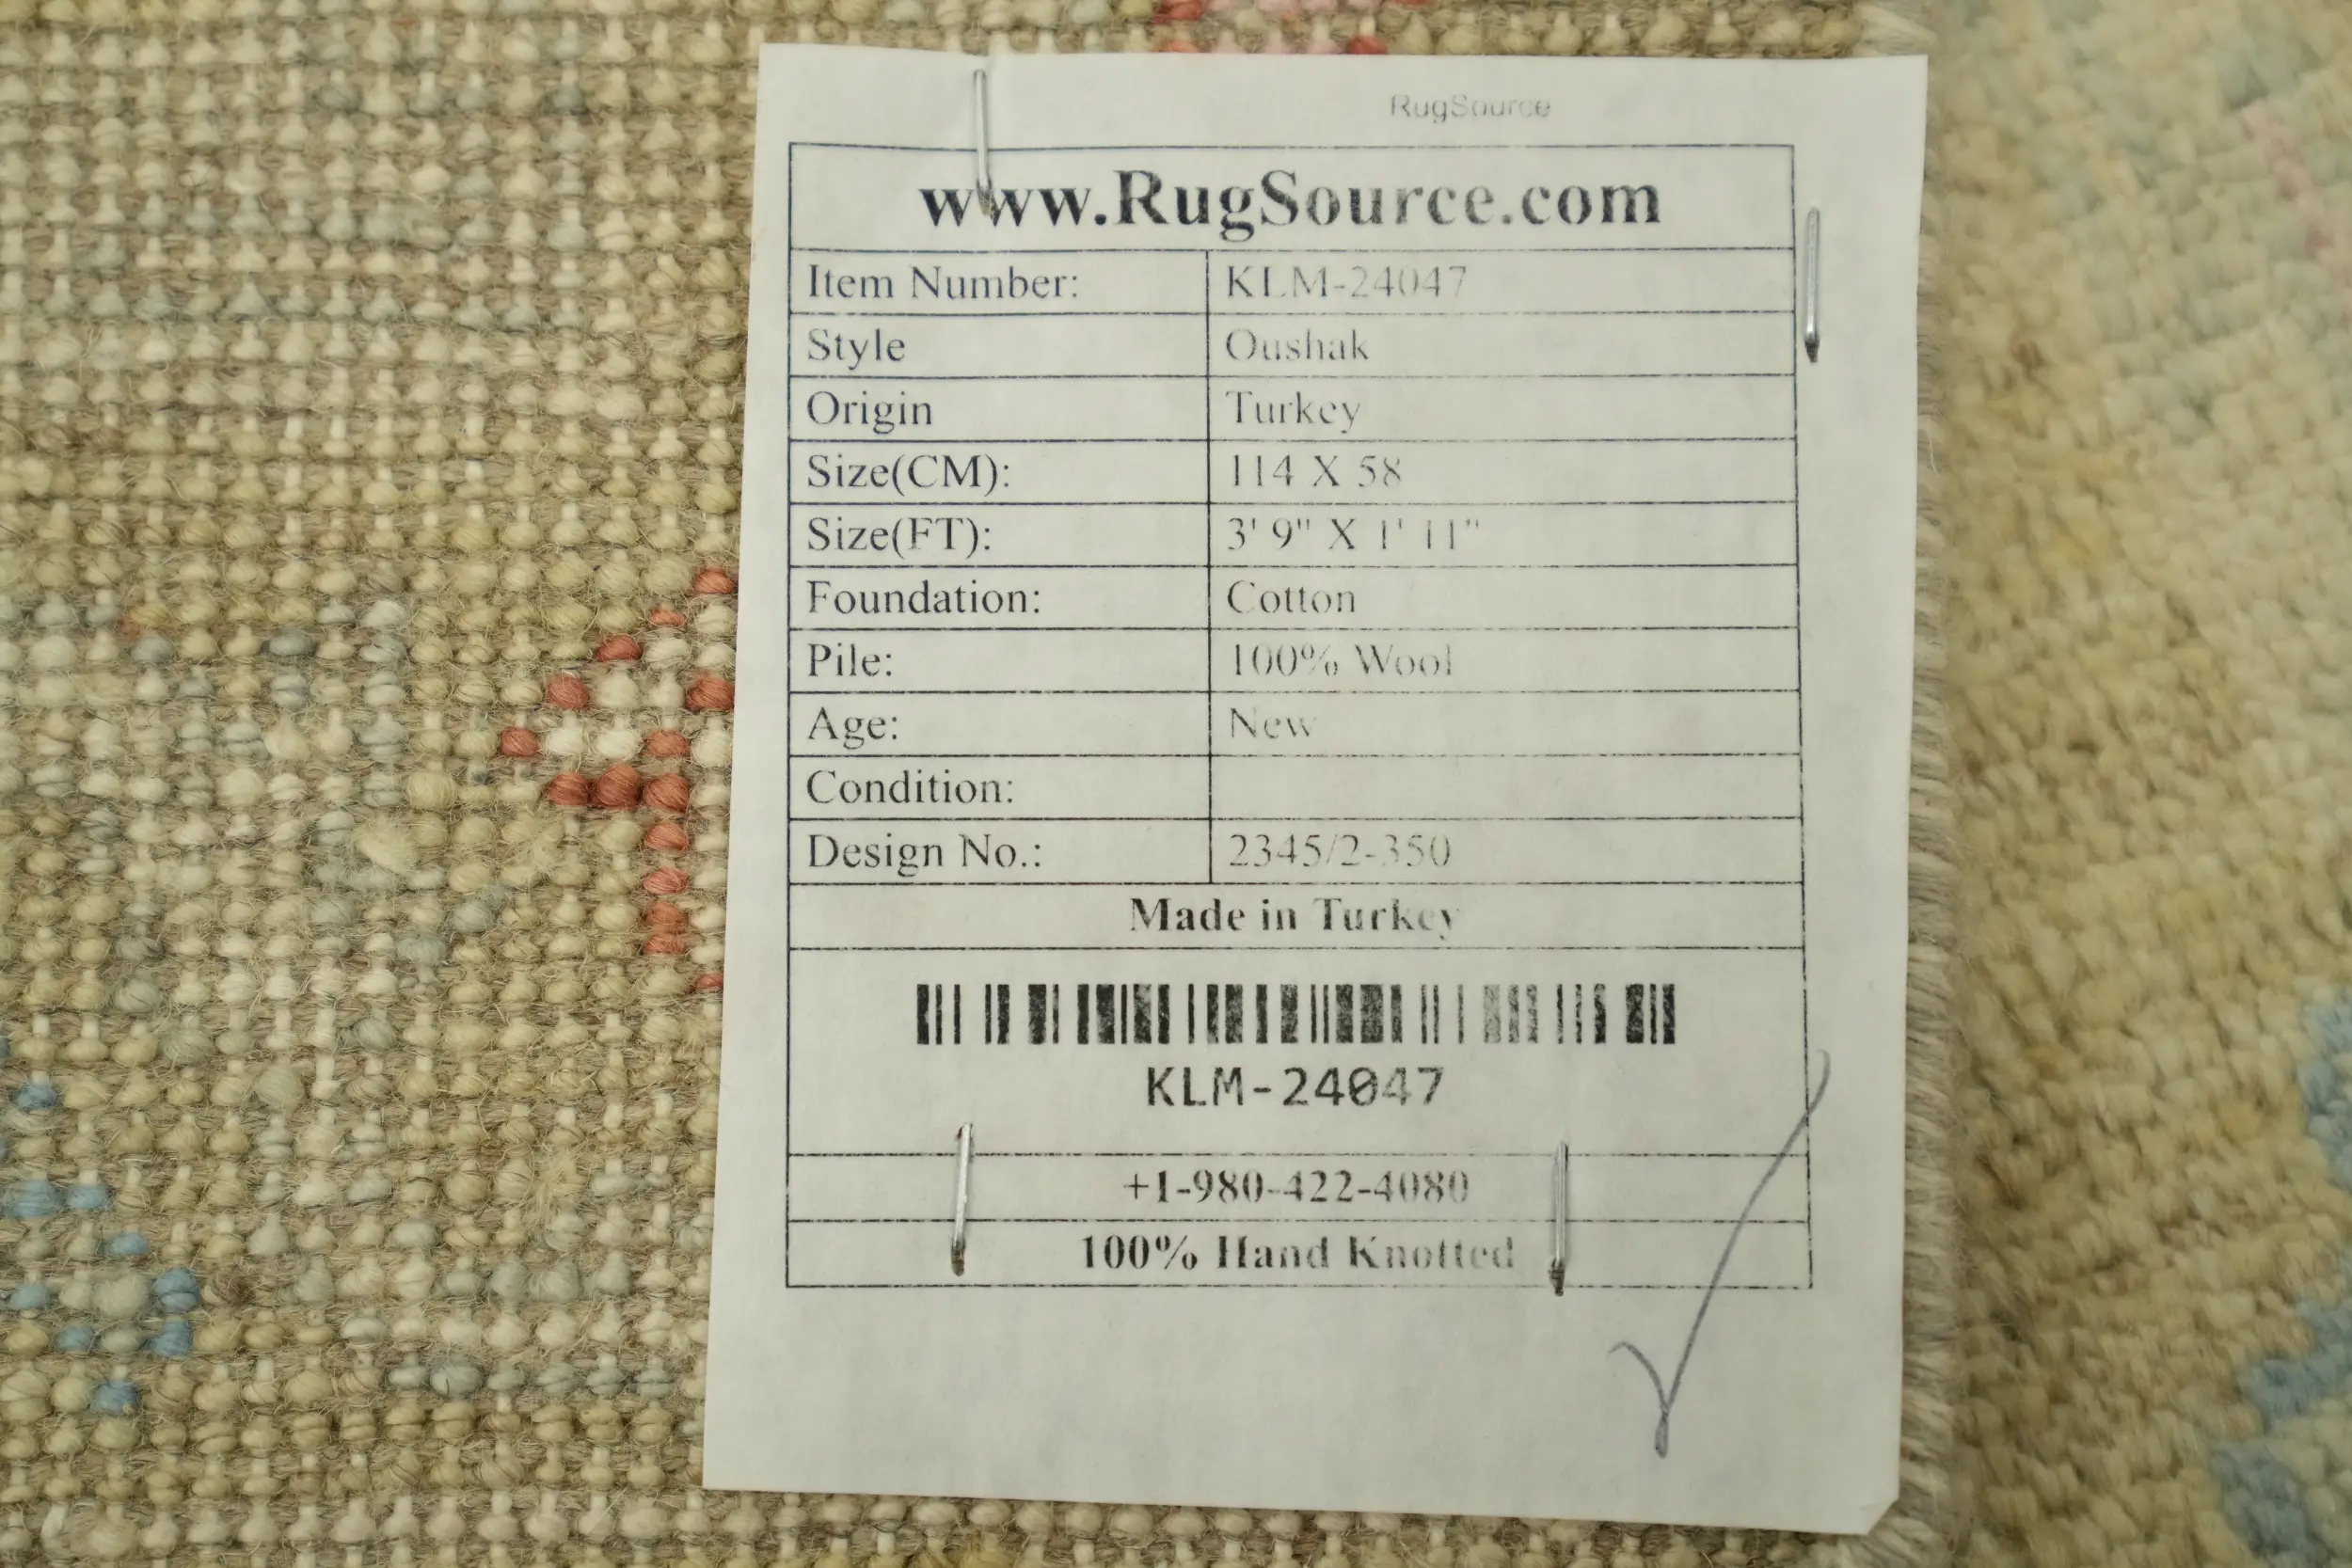 RugSource
www.RugSource.com
Item Number: KLM-24047
Style Oushak
Origin Turkey
Size(CM): 114 X 58
Size(FT): 3' 9" X 1' 11"
Foundation: Cotton
Pile: 100% Wool
Age: New
Condition:
Design No.: 2345/2-350
Made in Turkey
KLM-24047
+1-980-422-4080
100% Hand Knotted